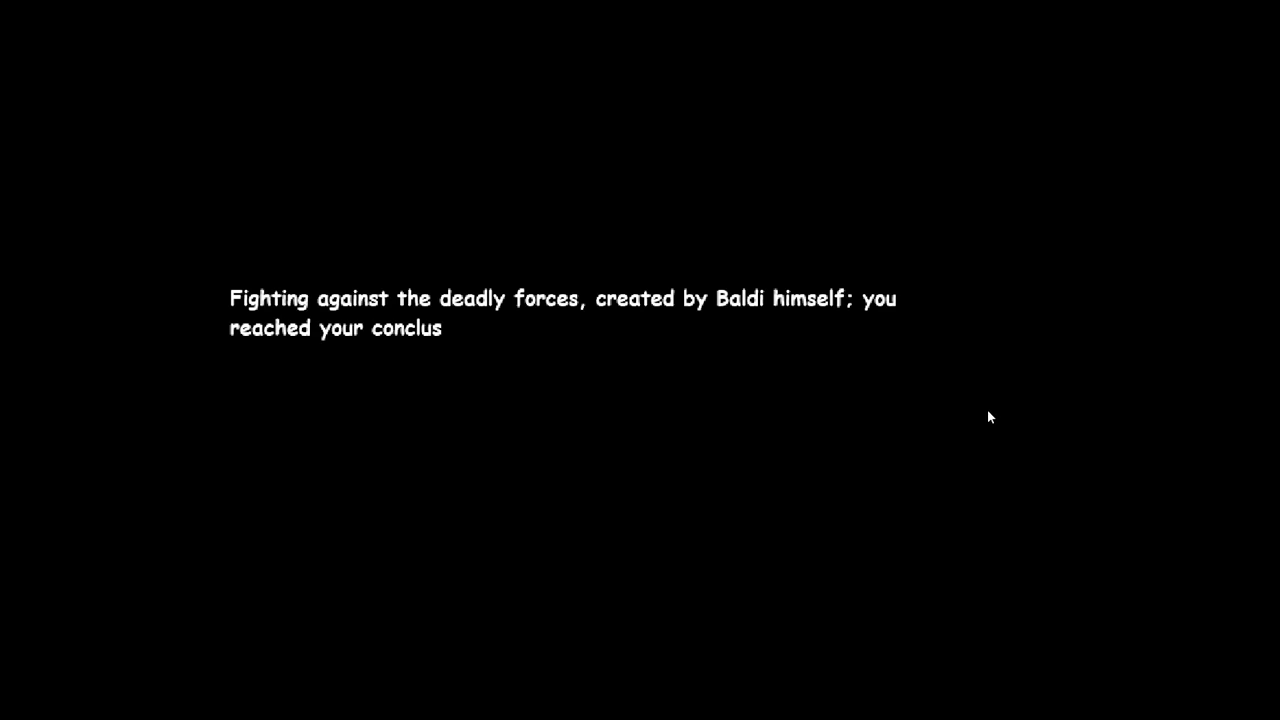 Fighting against the deadly forces, created by Baldi himself; you
reached your conclus